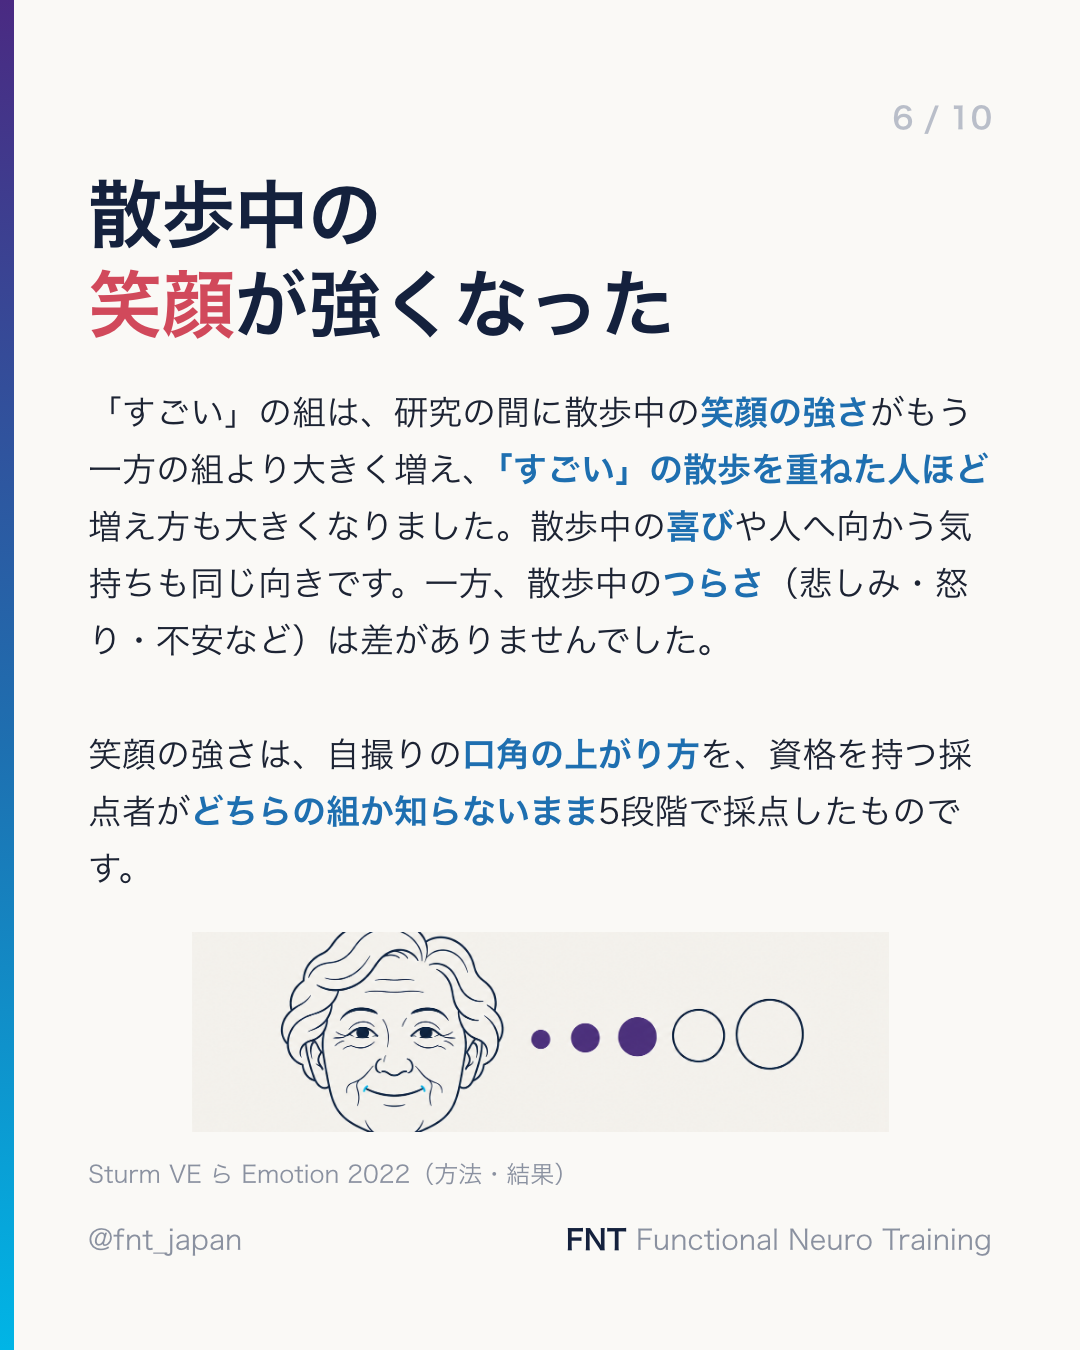 6 / 10
散歩中の
笑顔が強くなった
「すごい」の組は、研究の間に散歩中の笑顔の強さがもう
一方の組より大きく増え、「すごい」の散歩を重ねた人ほど
増え方も大きくなりました。散歩中の喜びや人へ向かう気
持ちも同じ向きです。一方、散歩中のつらさ（悲しみ・怒
り・不安など）は差がありませんでした。
笑顔の強さは、自撮りの口角の上がり方を、資格を持つ採
点者がどちらの組か知らないまま5段階で採点したもので
す。
Sturm VE ら Emotion 2022（方法・結果）
@fnt_japan
FNT Functional Neuro Training